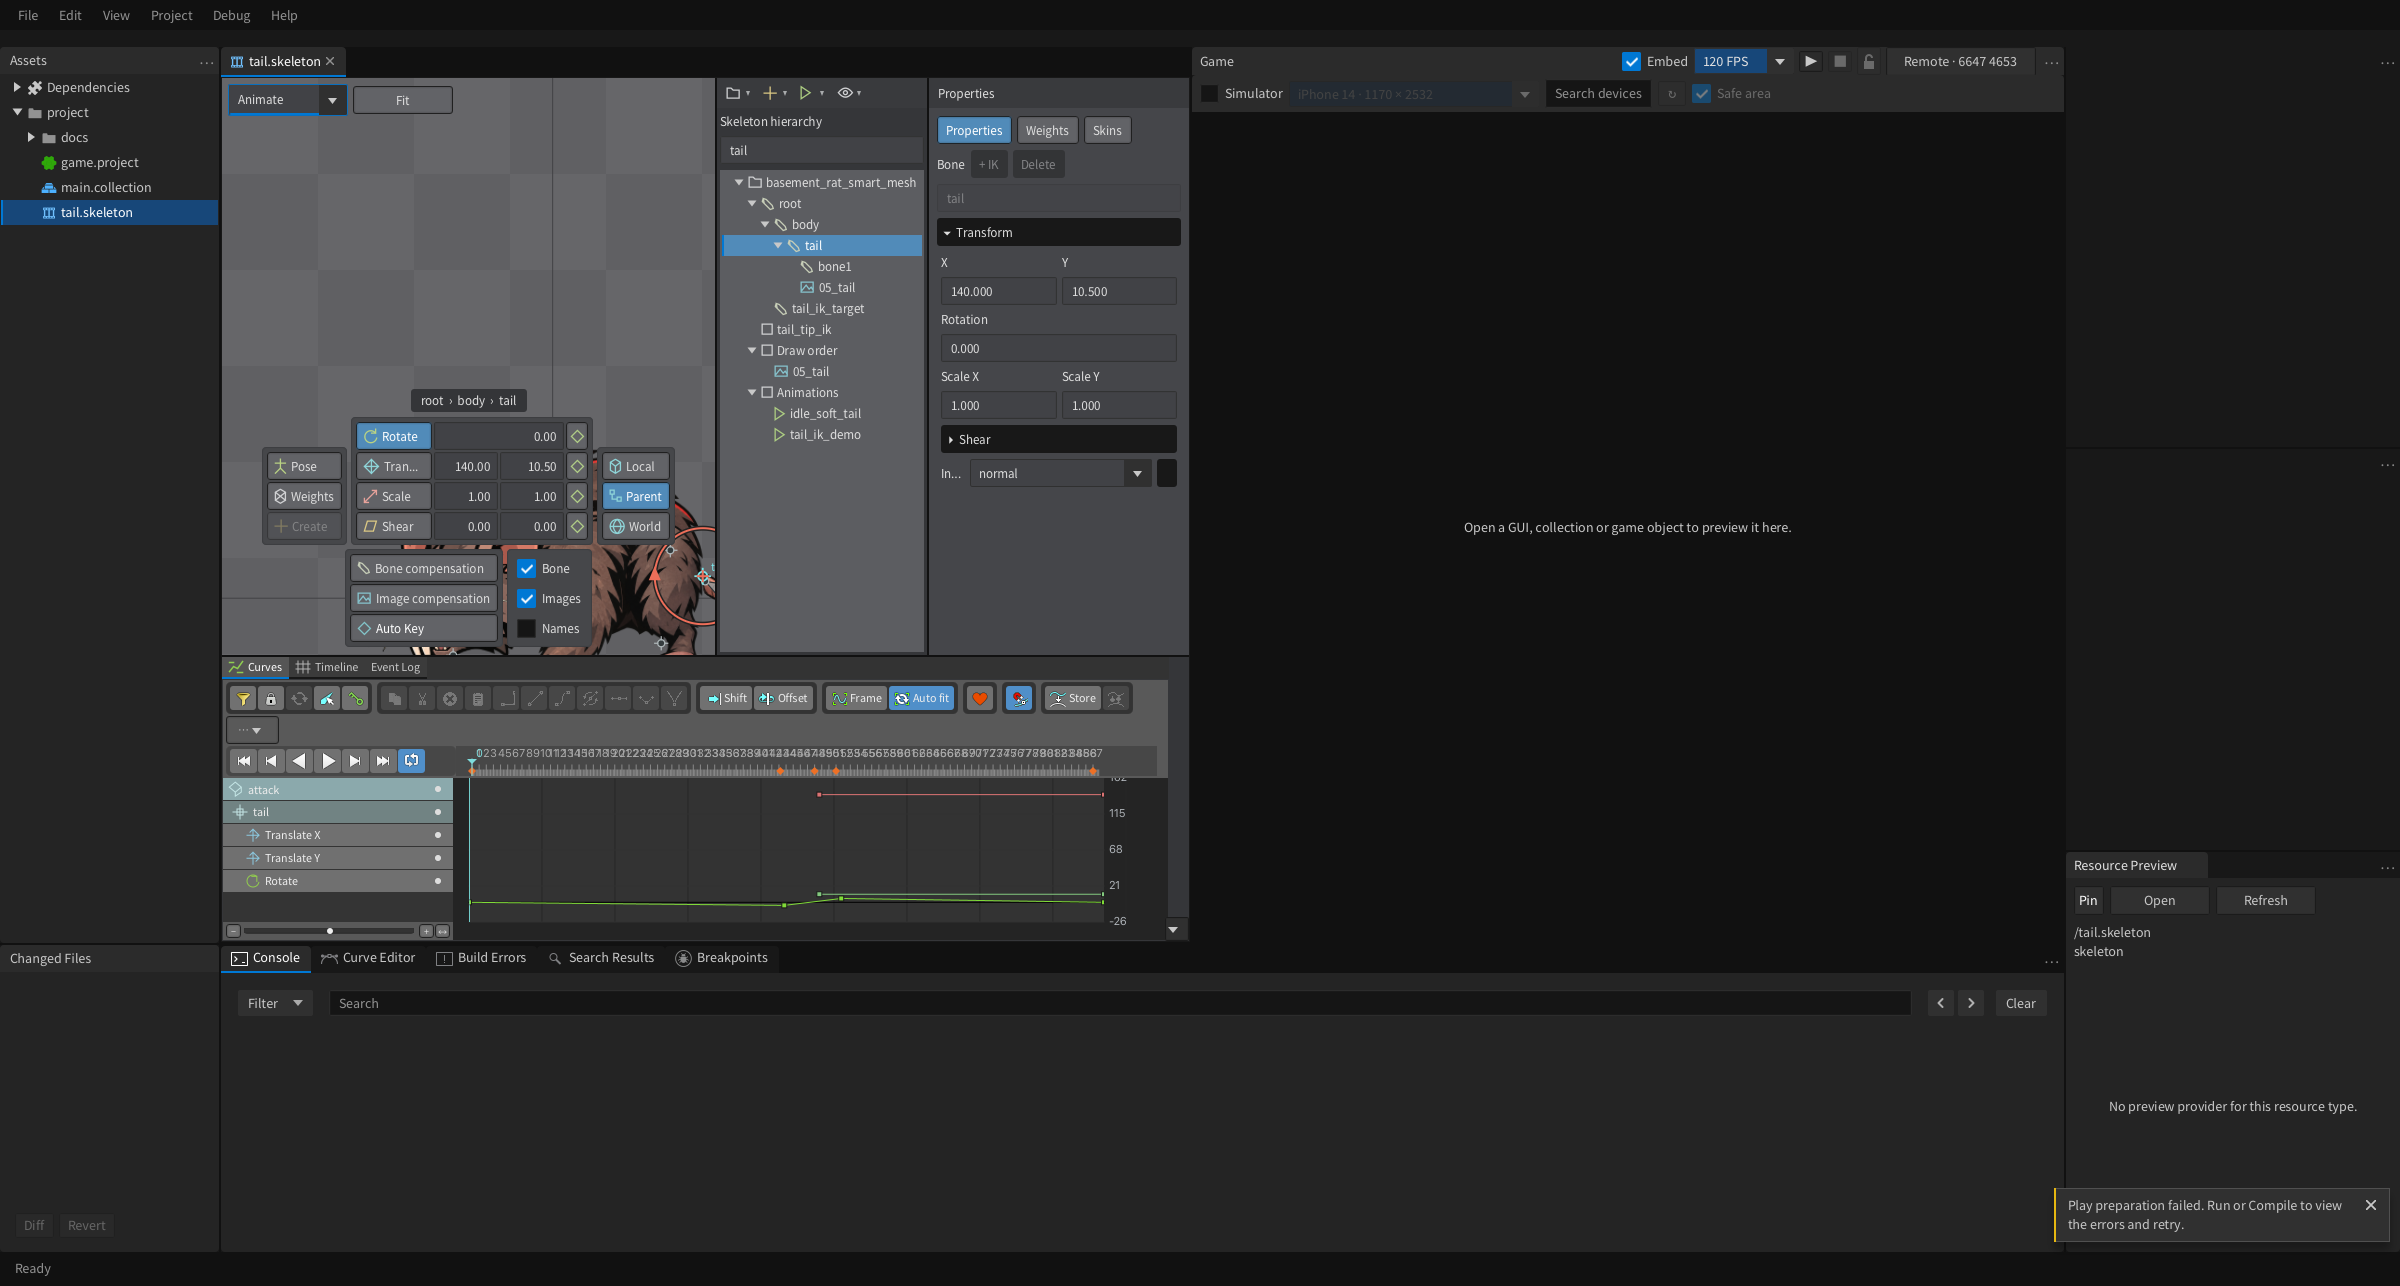 File Edit View Project Debug Help
Assets
Dependencies
project
docs
game.project
main.collection
tail.skeleton
Changed Files
Diff Revert
Ready
tail.skeleton
Animate
Fit
root › body › tail
Rotate 0.00
Pose
Tran... 140.00 10.50
Local
Weights
Scale 1.00 1.00
Parent
Create
Shear 0.00 0.00
World
Bone compensation
Bone
Image compensation
Images
Auto Key
Names
Skeleton hierarchy
tail
basement_rat_smart_mesh
root
body
tail
bone1
05_tail
tail_ik_target
tail_tip_ik
Draw order
05_tail
Animations
idle_soft_tail
tail_ik_demo
Properties
Properties Weights Skins
Bone + IK Delete
tail
Transform
X Y
140.000 10.500
Rotation
0.000
Scale X Scale Y
1.000 1.000
Shear
In... normal
Curves Timeline Event Log
Shift Offset Frame Auto fit Store
attack
tail
Translate X
Translate Y
Rotate
115
68
21
-26
Console Curve Editor Build Errors Search Results Breakpoints
Filter
Search
Clear
Game
Embed 120 FPS Remote · 6647 4653
Simulator iPhone 14 · 1170 × 2532 Search devices Safe area
Open a GUI, collection or game object to preview it here.
Resource Preview
Pin Open Refresh
/tail.skeleton
skeleton
No preview provider for this resource type.
Play preparation failed. Run or Compile to view
the errors and retry.